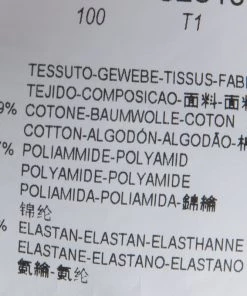 100 T1
TESSUTO-GEWEBE-TISSUS-FAB
TEJIDO-COMPOSICAO-面料-面
9% COTONE-BAUMWOLLE-COTON
COTTON-ALGODÓN-ALGODÃO-棉
% POLIAMMIDE-POLYAMID
POLYAMIDE-POLYAMIDE
POLIAMIDA-POLIAMIDA-錦綸
锦纶
% ELASTAN-ELASTAN-ELASTHANNE
ELASTANE-ELASTANO-ELASTANO
氨綸-氨纶